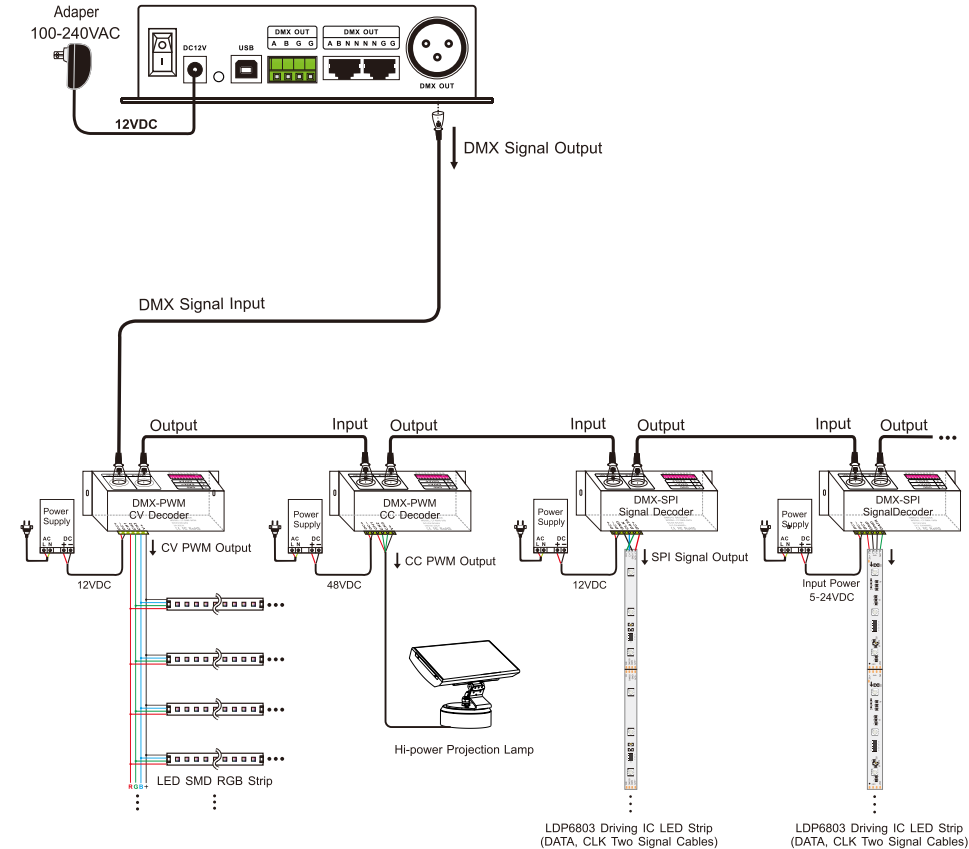 Adaper
100-240VAC
DC12V
USB
DMX OUT
A B G G
DMX OUT
A B N N N N G G
DMX OUT
12VDC
DMX Signal Output
DMX Signal Input
Output
Input
Output
Input
Output
Input
Output
DMX-PWM
CV Decoder
DMX-PWM
CC Decoder
DMX-SPI
Signal Decoder
DMX-SPI
SignalDecoder
Power
Supply
AC
L N
DC
+ −
Power
Supply
AC
L N
DC
+ −
Power
Supply
AC
L N
DC
+ −
Power
Supply
AC
L N
DC
+ −
CV PWM Output
CC PWM Output
SPI Signal Output
12VDC
48VDC
12VDC
Input Power
5-24VDC
Hi-power Projection Lamp
R G B +
LED SMD RGB Strip
LDP6803 Driving IC LED Strip
(DATA, CLK Two Signal Cables)
LDP6803 Driving IC LED Strip
(DATA, CLK Two Signal Cables)